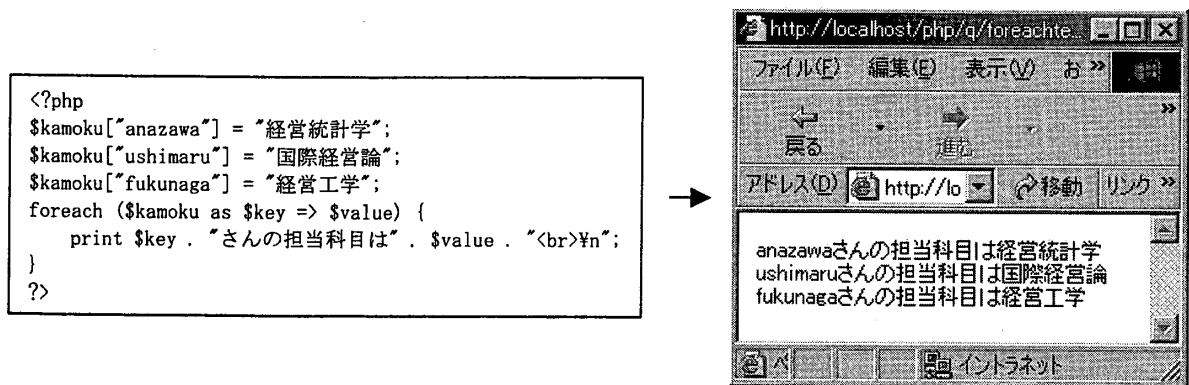 <?php
$kamoku["anazawa"] = "経営統計学";
$kamoku["ushimaru"] = "国際経営論";
$kamoku["fukunaga"] = "経営工学";
foreach ($kamoku as $key => $value) {
print $key . "さんの担当科目は" . $value . "<br>¥n";
}
?>
http://localhost/php/q/foreachte...
ファイル(F) 編集(E) 表示(V) お »
»
戻る 進む
アドレス(D) http://lo 移動 リンク »
anazawaさんの担当科目は経営統計学
ushimaruさんの担当科目は国際経営論
fukunagaさんの担当科目は経営工学
ペ イントラネット